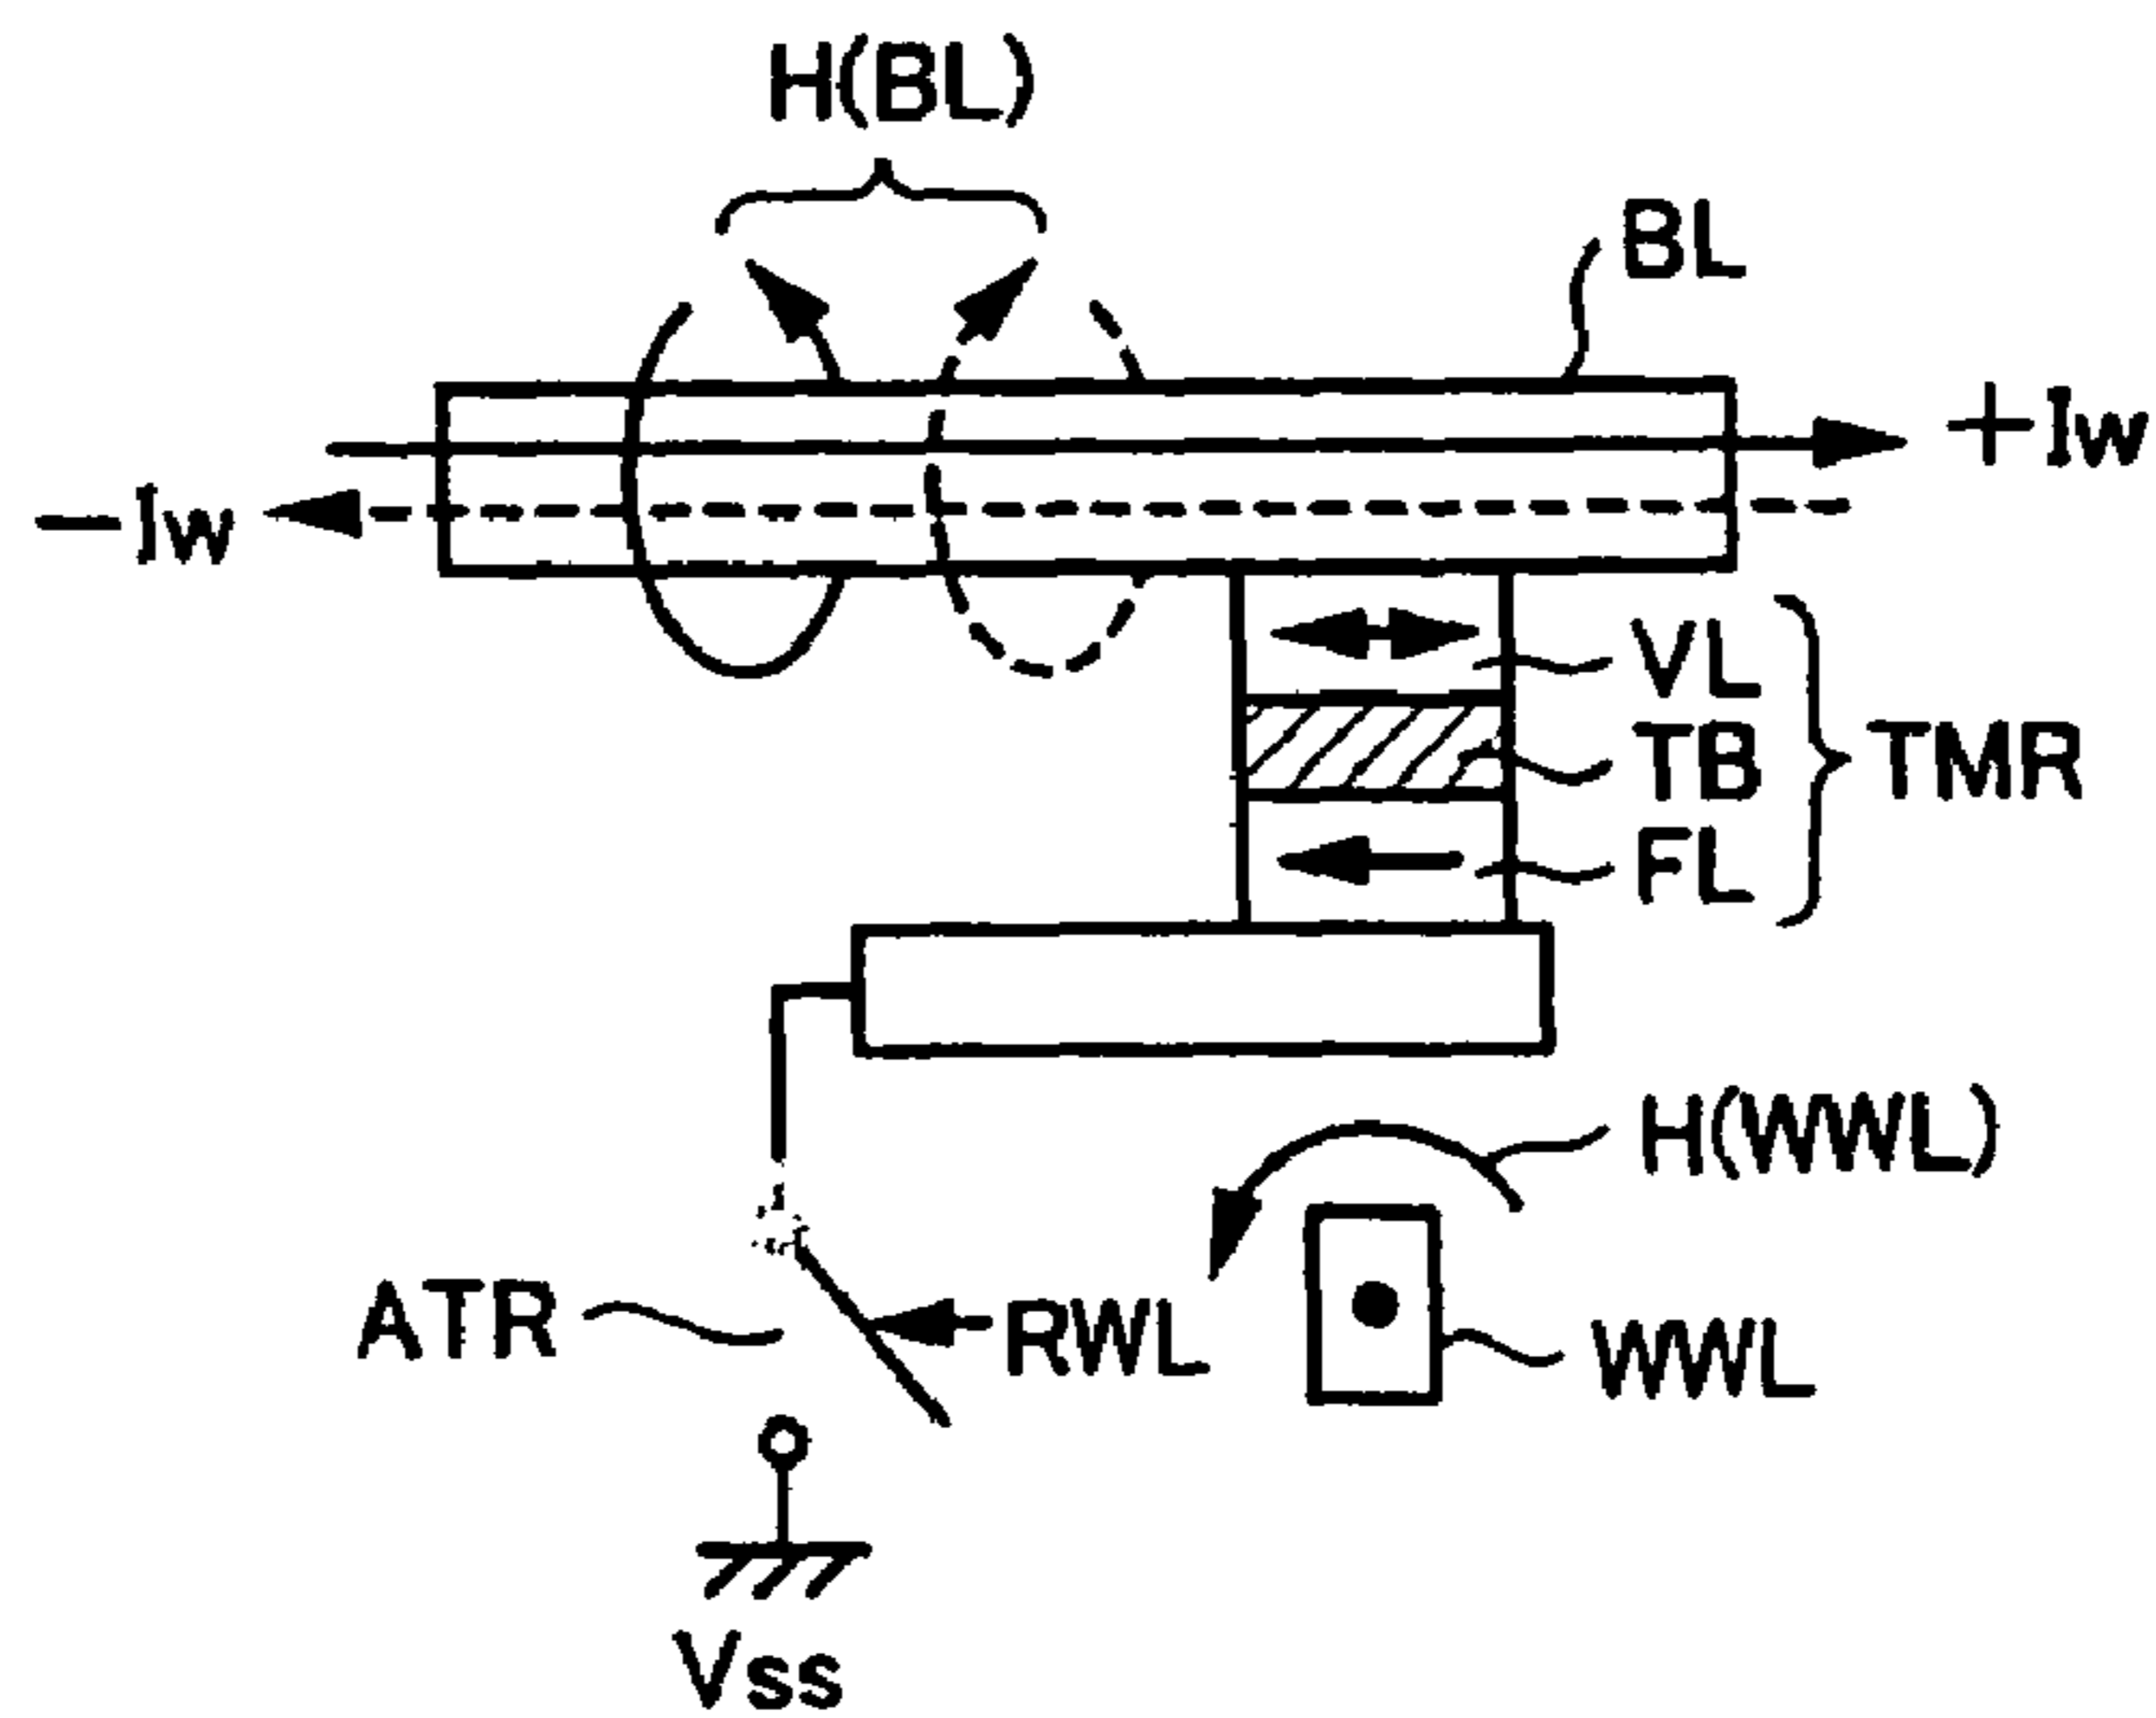 H(BL)
BL
+Iw
−Iw
VL
TB
TMR
FL
H(WWL)
ATR
RWL
WWL
Vss